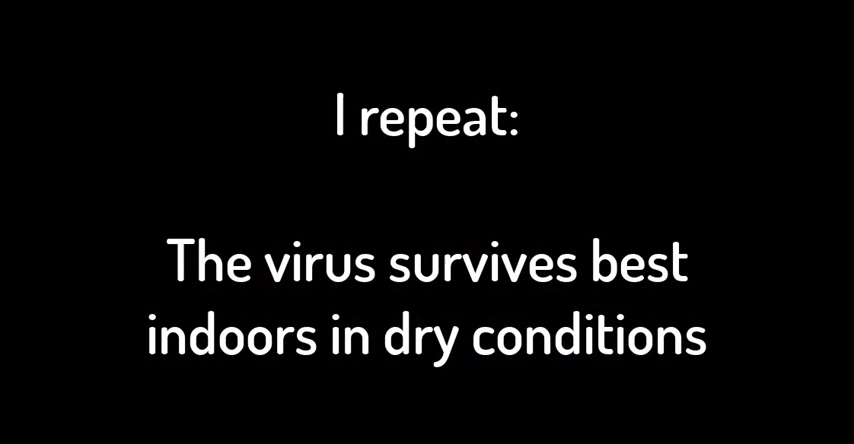 I repeat:
The virus survives best
indoors in dry conditions